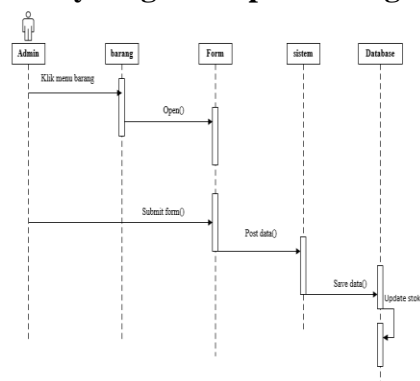 Admin
barang
Form
sistem
Database
Klik menu barang
Open()
Submit form()
Post data()
Save data()
Update stok